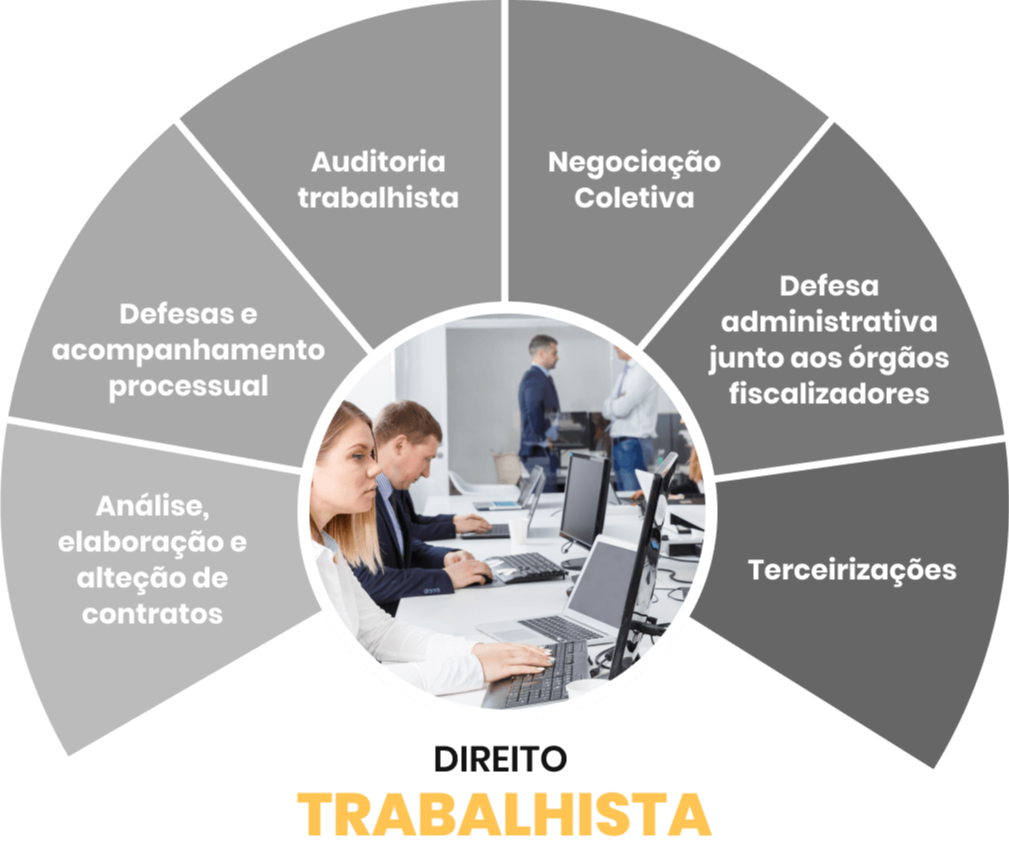 Auditoria
trabalhista
Negociação
Coletiva
Defesas e
acompanhamento
processual
Defesa
administrativa
junto aos órgãos
fiscalizadores
Análise,
elaboração e
alteção de
contratos
Terceirizações
DIREITO
TRABALHISTA